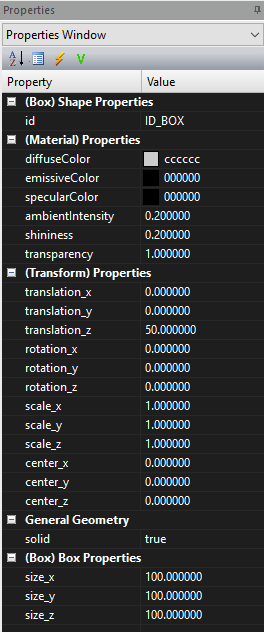 Properties
Properties Window
A
Z
Property Value
(Box) Shape Properties
id ID_BOX
(Material) Properties
diffuseColor cccccc
emissiveColor 000000
specularColor 000000
ambientIntensity 0.200000
shininess 0.200000
transparency 1.000000
(Transform) Properties
translation_x 0.000000
translation_y 0.000000
translation_z 50.000000
rotation_x 0.000000
rotation_y 0.000000
rotation_z 0.000000
scale_x 1.000000
scale_y 1.000000
scale_z 1.000000
center_x 0.000000
center_y 0.000000
center_z 0.000000
General Geometry
solid true
(Box) Box Properties
size_x 100.000000
size_y 100.000000
size_z 100.000000